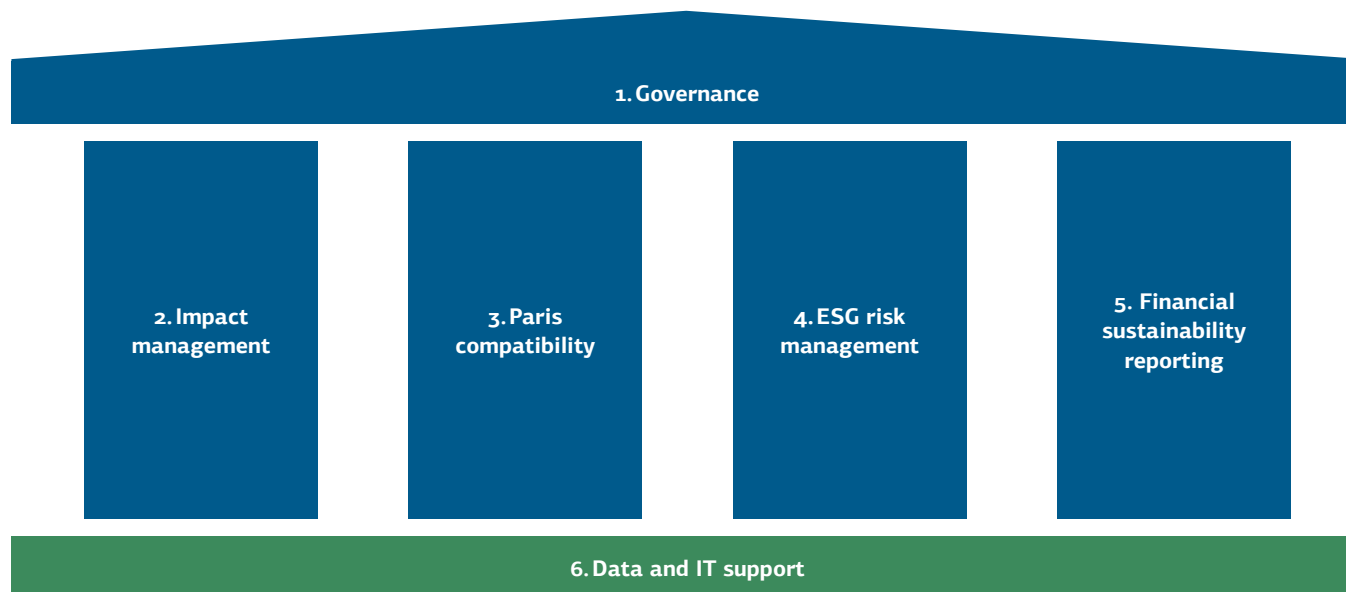 1. Governance
2. Impact
management
3. Paris
compatibility
4. ESG risk
management
5. Financial
sustainability
reporting
6. Data and IT support